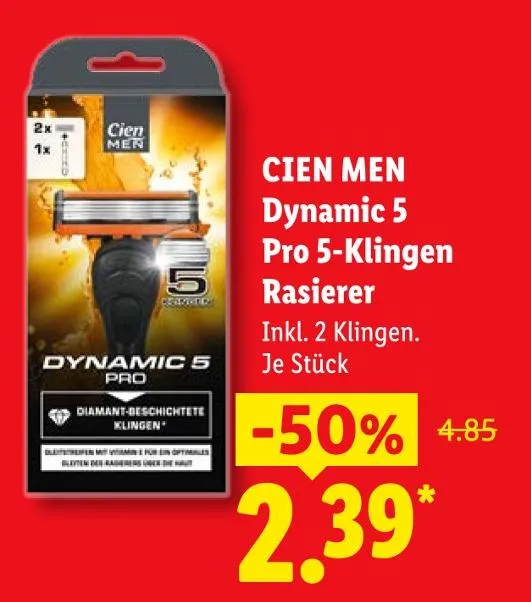 2x
1x
Cien
MEN
5
KLINGEN
DYNAMIC 5
PRO
DIAMANT-BESCHICHTETE
KLINGEN*
GLEITSTREIFEN MIT VITAMIN E FÜR EIN OPTIMALES
GLEITEN DES RASIERERS ÜBER DIE HAUT
CIEN MEN
Dynamic 5
Pro 5-Klingen
Rasierer
Inkl. 2 Klingen.
Je Stück
-50% 4.85
2.39*